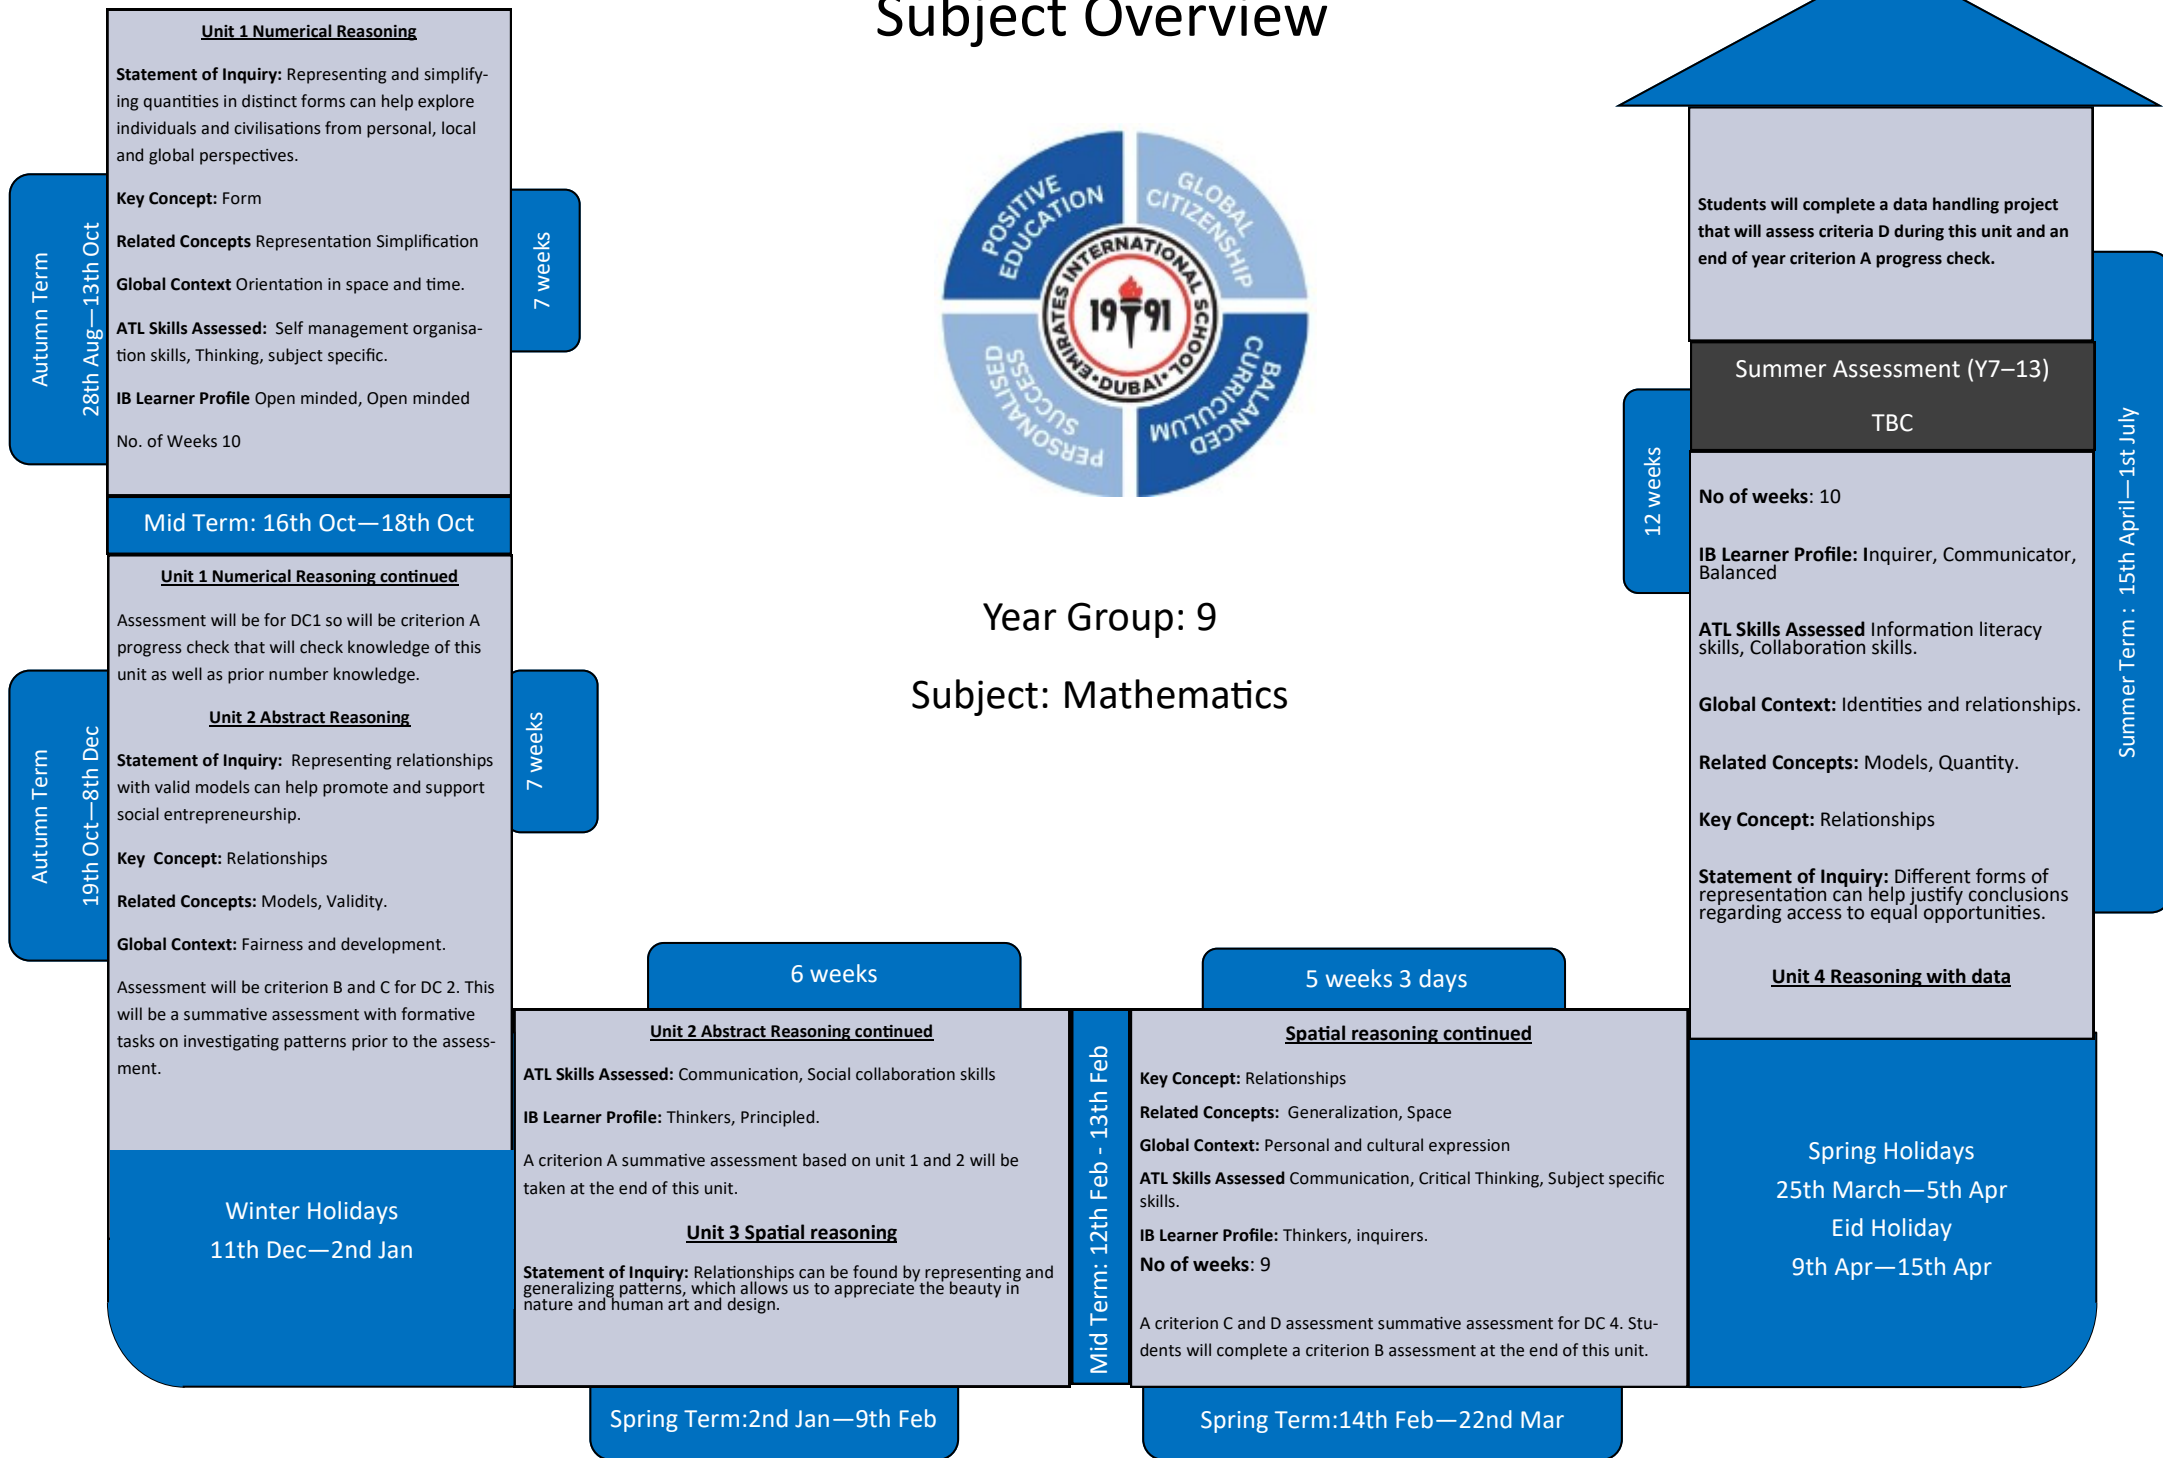 Subject Overview
Unit 1 Numerical Reasoning
Statement of Inquiry: Representing and simplify-
ing quantities in distinct forms can help explore
individuals and civilisations from personal, local
and global perspectives.
Key Concept: Form
Related Concepts Representation Simplification
Global Context Orientation in space and time.
ATL Skills Assessed: Self management organisa-
tion skills, Thinking, subject specific.
IB Learner Profile Open minded, Open minded
No. of Weeks 10
Autumn Term
28th Aug—13th Oct
7 weeks
Mid Term: 16th Oct—18th Oct
Unit 1 Numerical Reasoning continued
Assessment will be for DC1 so will be criterion A
progress check that will check knowledge of this
unit as well as prior number knowledge.
Unit 2 Abstract Reasoning
Statement of Inquiry: Representing relationships
with valid models can help promote and support
social entrepreneurship.
Key Concept: Relationships
Related Concepts: Models, Validity.
Global Context: Fairness and development.
Assessment will be criterion B and C for DC 2. This
will be a summative assessment with formative
tasks on investigating patterns prior to the assess-
ment.
Autumn Term
19th Oct—8th Dec
7 weeks
Winter Holidays
11th Dec—2nd Jan
POSITIVE
EDUCATION
GLOBAL
CITIZENSHIP
BALANCED
CURRICULUM
PERSONALISED
SUCCESS
EMIRATES INTERNATIONAL SCHOOL
•DUBAI•
19 91
Year Group: 9
Subject: Mathematics
6 weeks
Unit 2 Abstract Reasoning continued
ATL Skills Assessed: Communication, Social collaboration skills
IB Learner Profile: Thinkers, Principled.
A criterion A summative assessment based on unit 1 and 2 will be
taken at the end of this unit.
Unit 3 Spatial reasoning
Statement of Inquiry: Relationships can be found by representing and
generalizing patterns, which allows us to appreciate the beauty in
nature and human art and design.
Spring Term:2nd Jan—9th Feb
Mid Term: 12th Feb - 13th Feb
5 weeks 3 days
Spatial reasoning continued
Key Concept: Relationships
Related Concepts: Generalization, Space
Global Context: Personal and cultural expression
ATL Skills Assessed Communication, Critical Thinking, Subject specific
skills.
IB Learner Profile: Thinkers, inquirers.
No of weeks: 9
A criterion C and D assessment summative assessment for DC 4. Stu-
dents will complete a criterion B assessment at the end of this unit.
Spring Term:14th Feb—22nd Mar
Spring Holidays
25th March—5th Apr
Eid Holiday
9th Apr—15th Apr
Students will complete a data handling project
that will assess criteria D during this unit and an
end of year criterion A progress check.
Summer Assessment (Y7–13)
TBC
12 weeks
No of weeks: 10
IB Learner Profile: Inquirer, Communicator,
Balanced
ATL Skills Assessed Information literacy
skills, Collaboration skills.
Global Context: Identities and relationships.
Related Concepts: Models, Quantity.
Key Concept: Relationships
Statement of Inquiry: Different forms of
representation can help justify conclusions
regarding access to equal opportunities.
Unit 4 Reasoning with data
Summer Term : 15th April—1st July